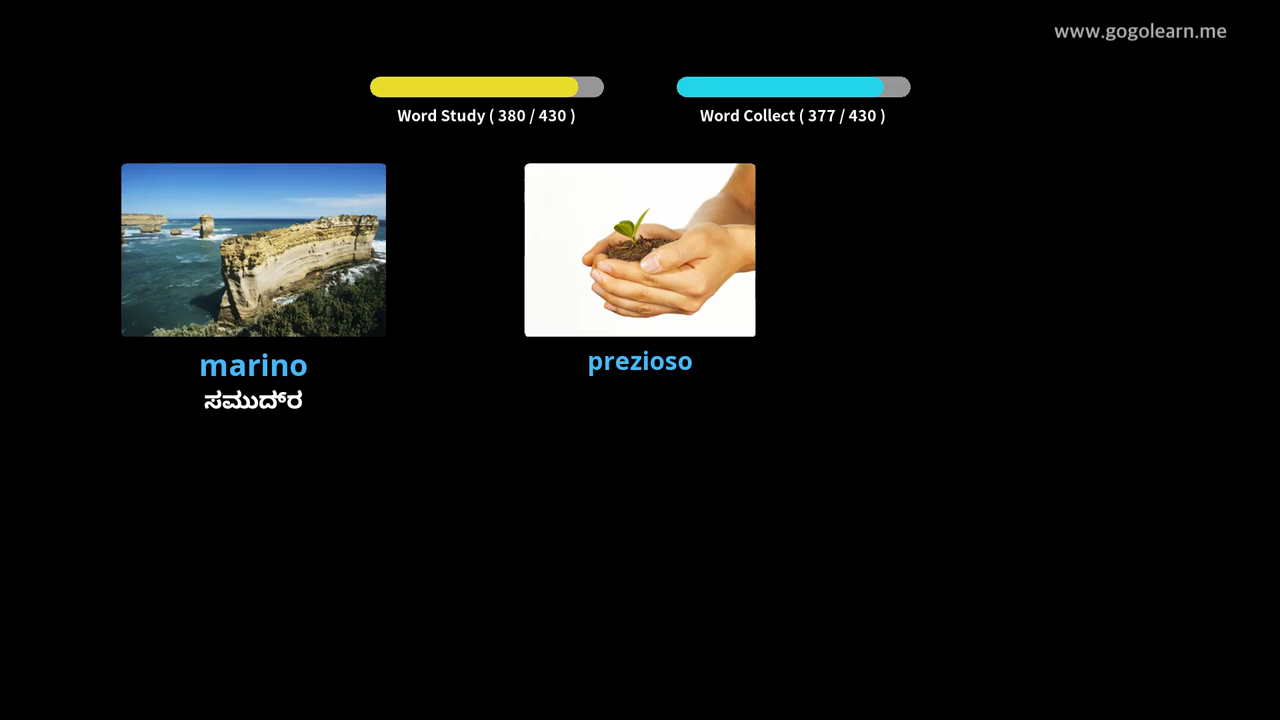 www.gogolearn.me
Word Study ( 380 / 430 )
Word Collect ( 377 / 430 )
marino
ಸಮುದ್ರ
prezioso